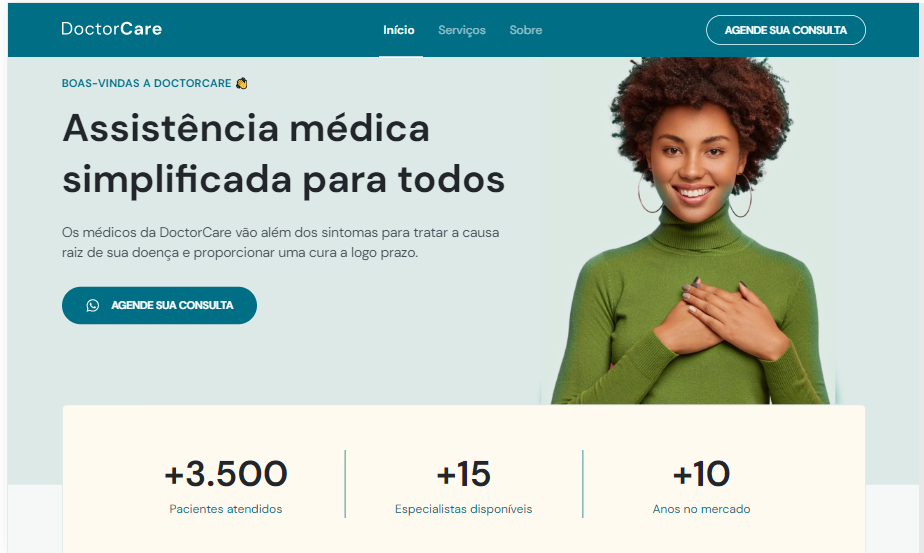 DoctorCare
Início
Serviços
Sobre
AGENDE SUA CONSULTA
BOAS-VINDAS A DOCTORCARE 👋
Assistência médica
simplificada para todos
Os médicos da DoctorCare vão além dos sintomas para tratar a causa
raiz de sua doença e proporcionar uma cura a logo prazo.
AGENDE SUA CONSULTA
+3.500
Pacientes atendidos
+15
Especialistas disponíveis
+10
Anos no mercado